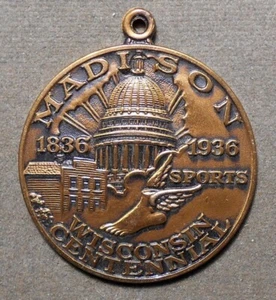 MADISON
1836 1936
SPORTS
WISCONSIN
CENTENNIAL